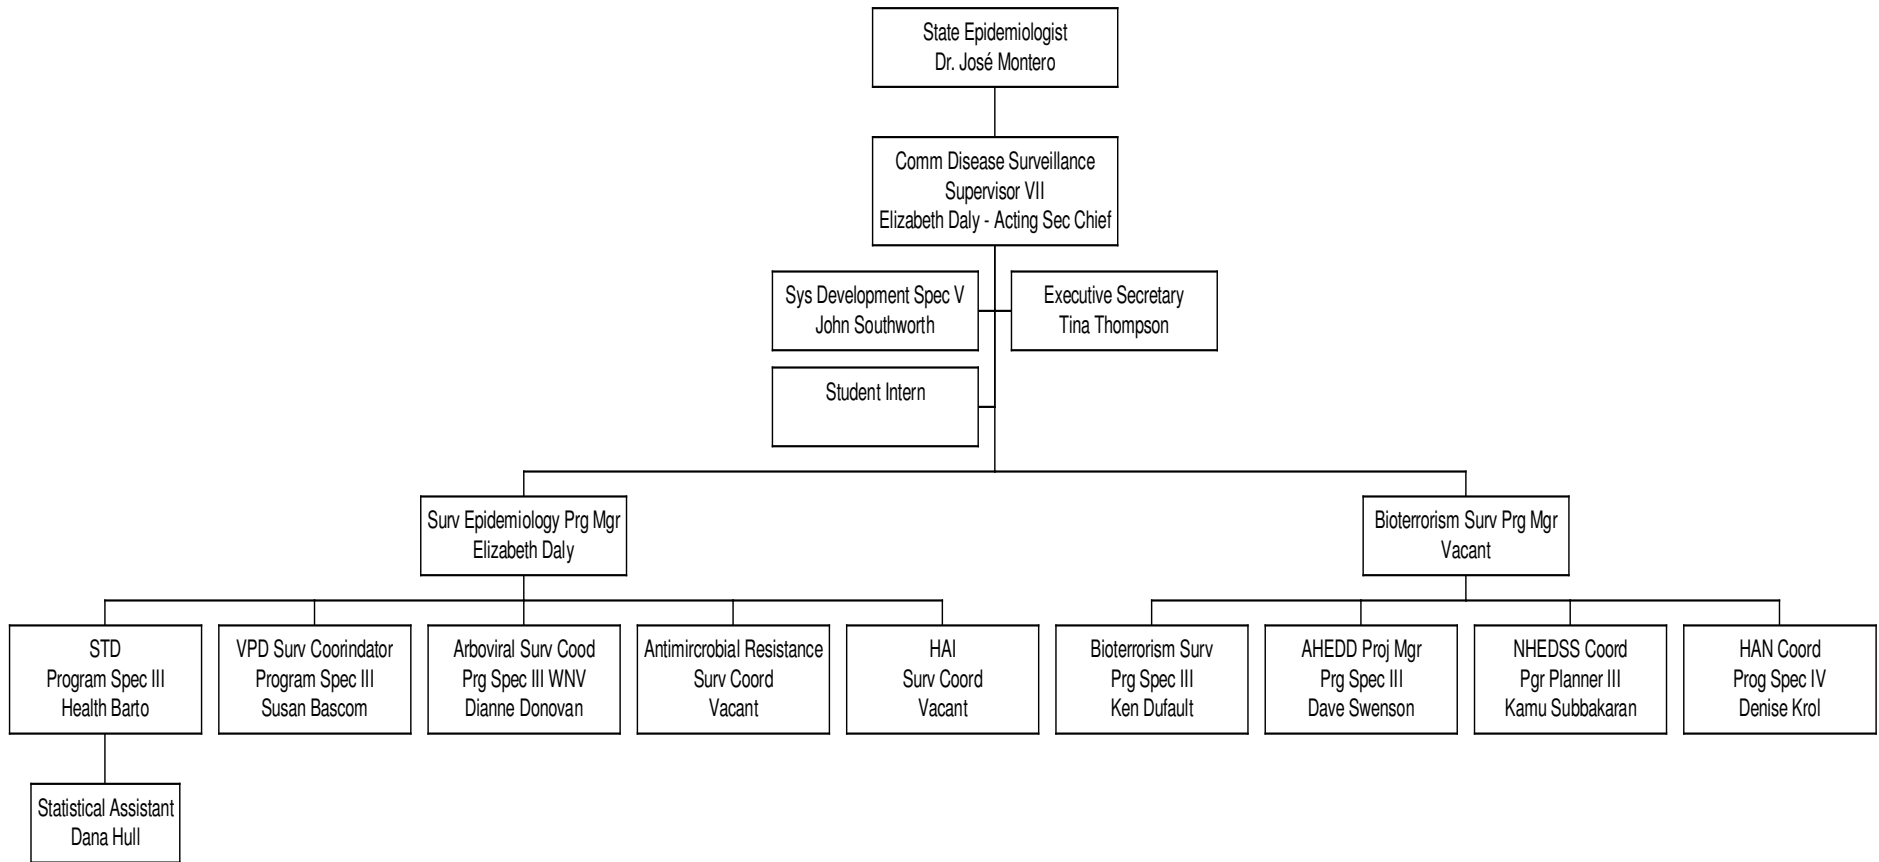 State Epidemiologist
Dr. José Montero
Comm Disease Surveillance
Supervisor VII
Elizabeth Daly - Acting Sec Chief
Sys Development Spec V
John Southworth
Executive Secretary
Tina Thompson
Student Intern
Surv Epidemiology Prg Mgr
Elizabeth Daly
Bioterrorism Surv Prg Mgr
Vacant
STD
Program Spec III
Health Barto
VPD Surv Coorindator
Program Spec III
Susan Bascom
Arboviral Surv Cood
Prg Spec III WNV
Dianne Donovan
Antimircrobial Resistance
Surv Coord
Vacant
HAI
Surv Coord
Vacant
Bioterrorism Surv
Prg Spec III
Ken Dufault
AHEDD Proj Mgr
Prg Spec III
Dave Swenson
NHEDSS Coord
Pgr Planner III
Kamu Subbakaran
HAN Coord
Prog Spec IV
Denise Krol
Statistical Assistant
Dana Hull